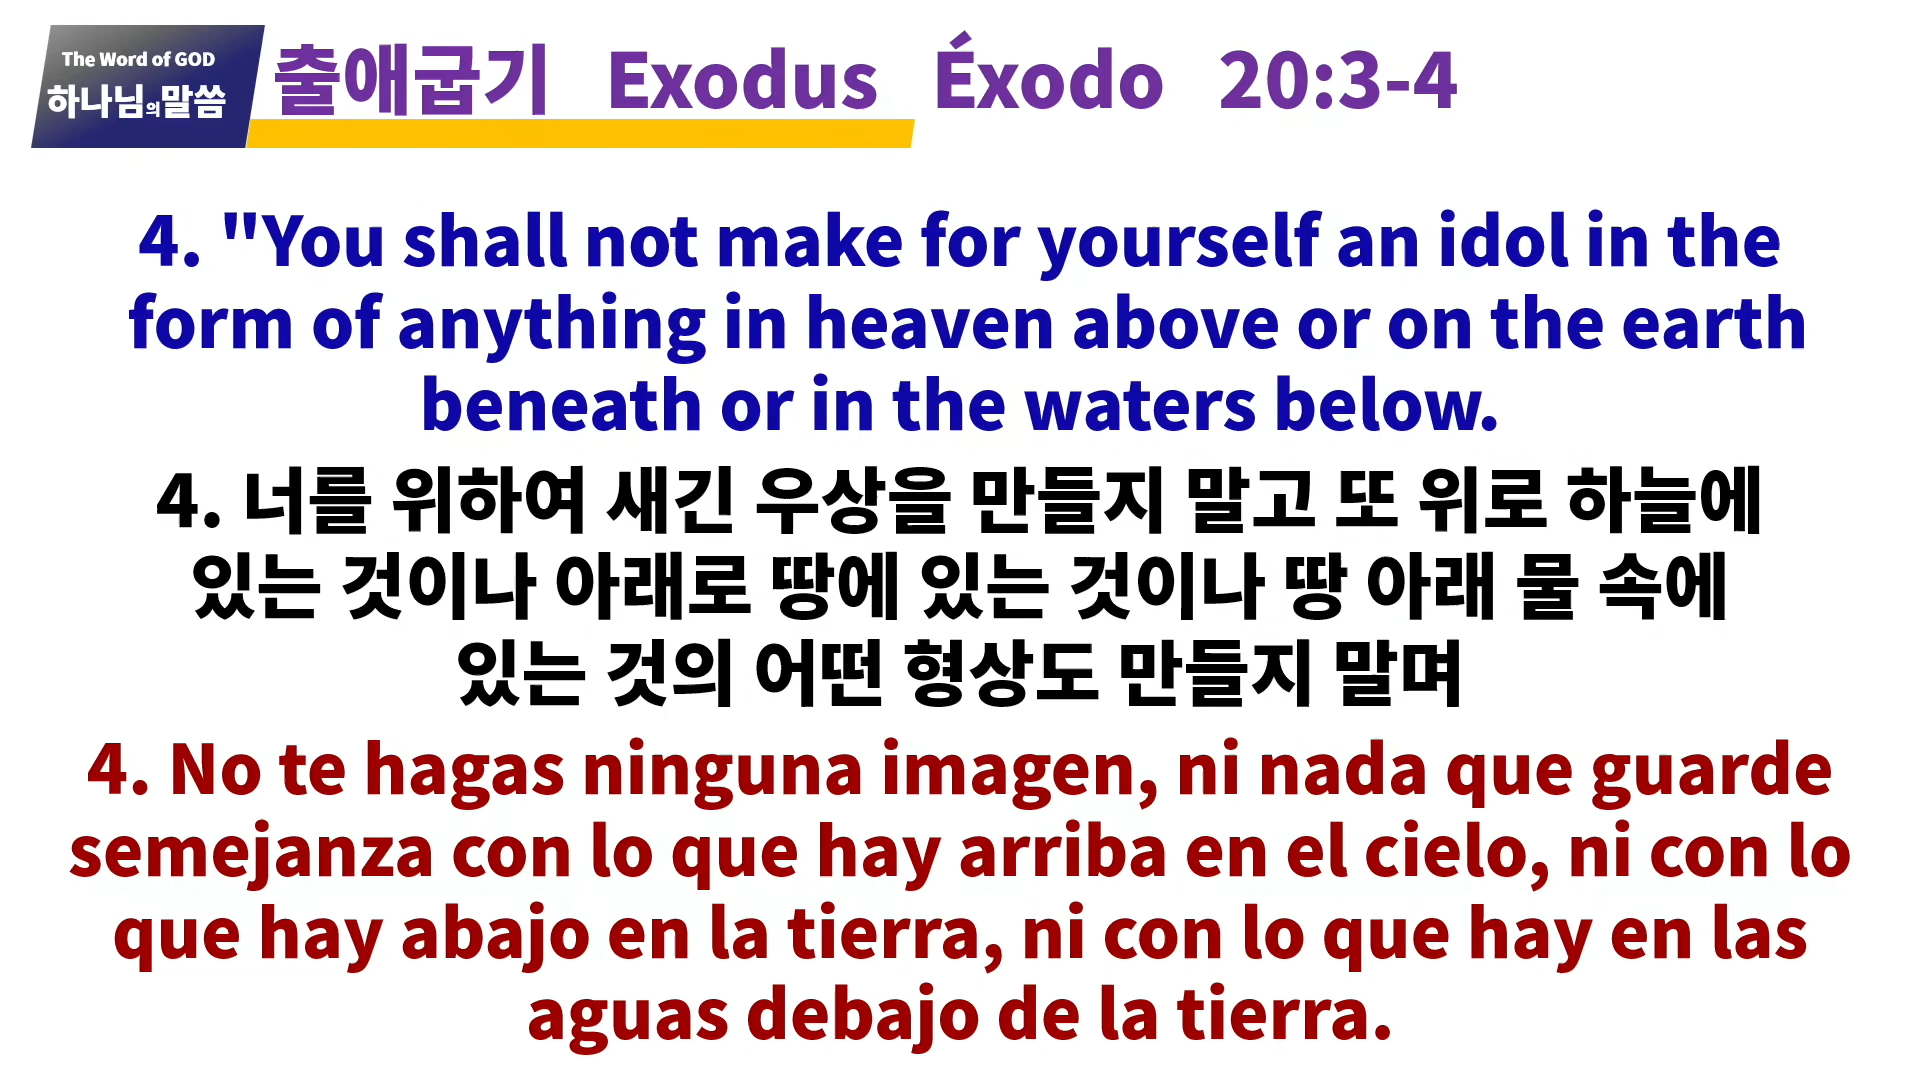 The Word of GOD
하나님의말씀
출애굽기 Exodus Éxodo 20:3-4
4. "You shall not make for yourself an idol in the
form of anything in heaven above or on the earth
beneath or in the waters below.
4. 너를 위하여 새긴 우상을 만들지 말고 또 위로 하늘에
있는 것이나 아래로 땅에 있는 것이나 땅 아래 물 속에
있는 것의 어떤 형상도 만들지 말며
4. No te hagas ninguna imagen, ni nada que guarde
semejanza con lo que hay arriba en el cielo, ni con lo
que hay abajo en la tierra, ni con lo que hay en las
aguas debajo de la tierra.